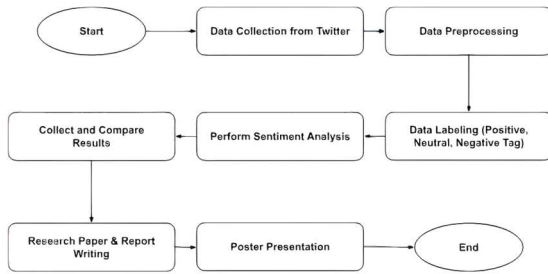 Start
Data Collection from Twitter
Data Preprocessing
Collect and Compare
Results
Perform Sentiment Analysis
Data Labeling (Positive,
Neutral, Negative Tag)
Research Paper & Report
Writing
Poster Presentation
End